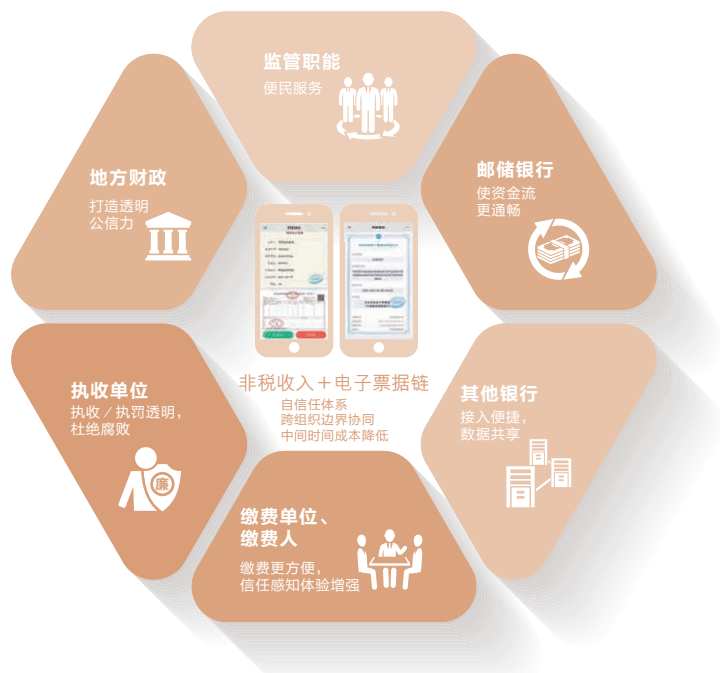 监管职能
便民服务
地方财政
打造透明
公信力
邮储银行
使资金流
更通畅
非税收入＋电子票据链
自信任体系
跨组织边界协同
中间时间成本降低
执收单位
执收／执罚透明，
杜绝腐败
廉
其他银行
接入便捷，
数据共享
缴费单位、
缴费人
缴费更方便，
信任感知体验增强